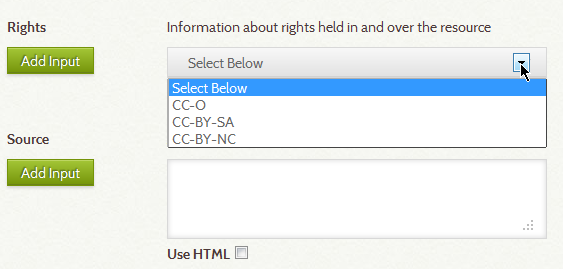 Rights
Information about rights held in and over the resource
Add Input
Select Below
Select Below
CC-O
CC-BY-SA
CC-BY-NC
Source
Add Input
Use HTML